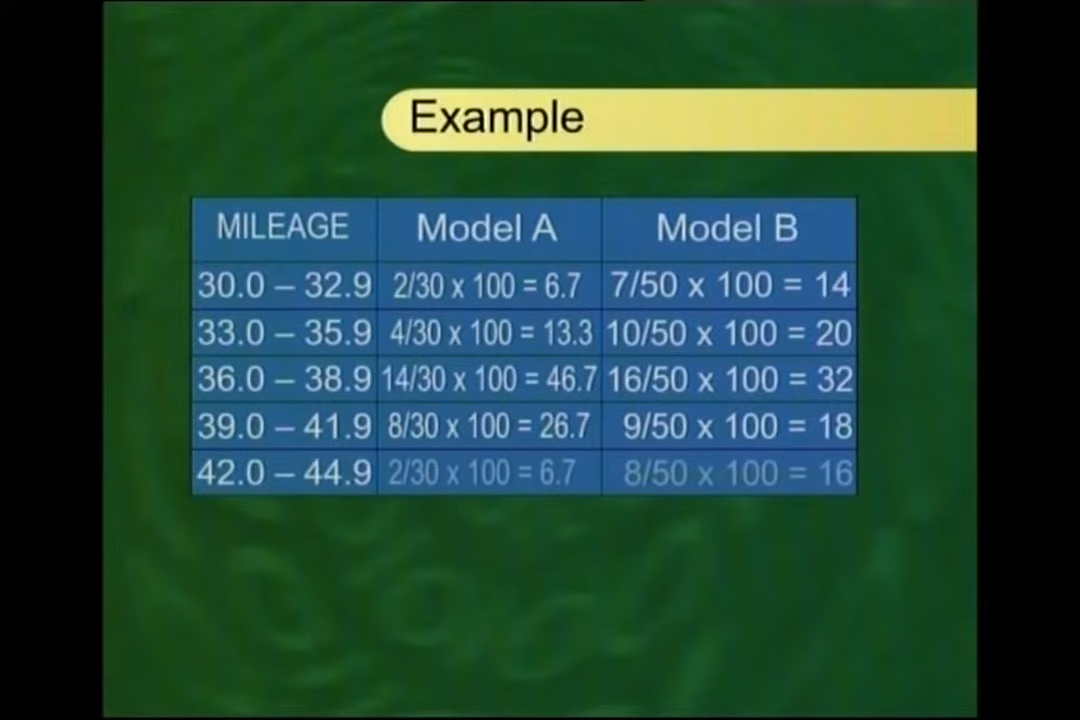 Example
MILEAGE Model A Model B
30.0 – 32.9 2/30 x 100 = 6.7 7/50 x 100 = 14
33.0 – 35.9 4/30 x 100 = 13.3 10/50 x 100 = 20
36.0 – 38.9 14/30 x 100 = 46.7 16/50 x 100 = 32
39.0 – 41.9 8/30 x 100 = 26.7 9/50 x 100 = 18
42.0 – 44.9 2/30 x 100 = 6.7 8/50 x 100 = 16